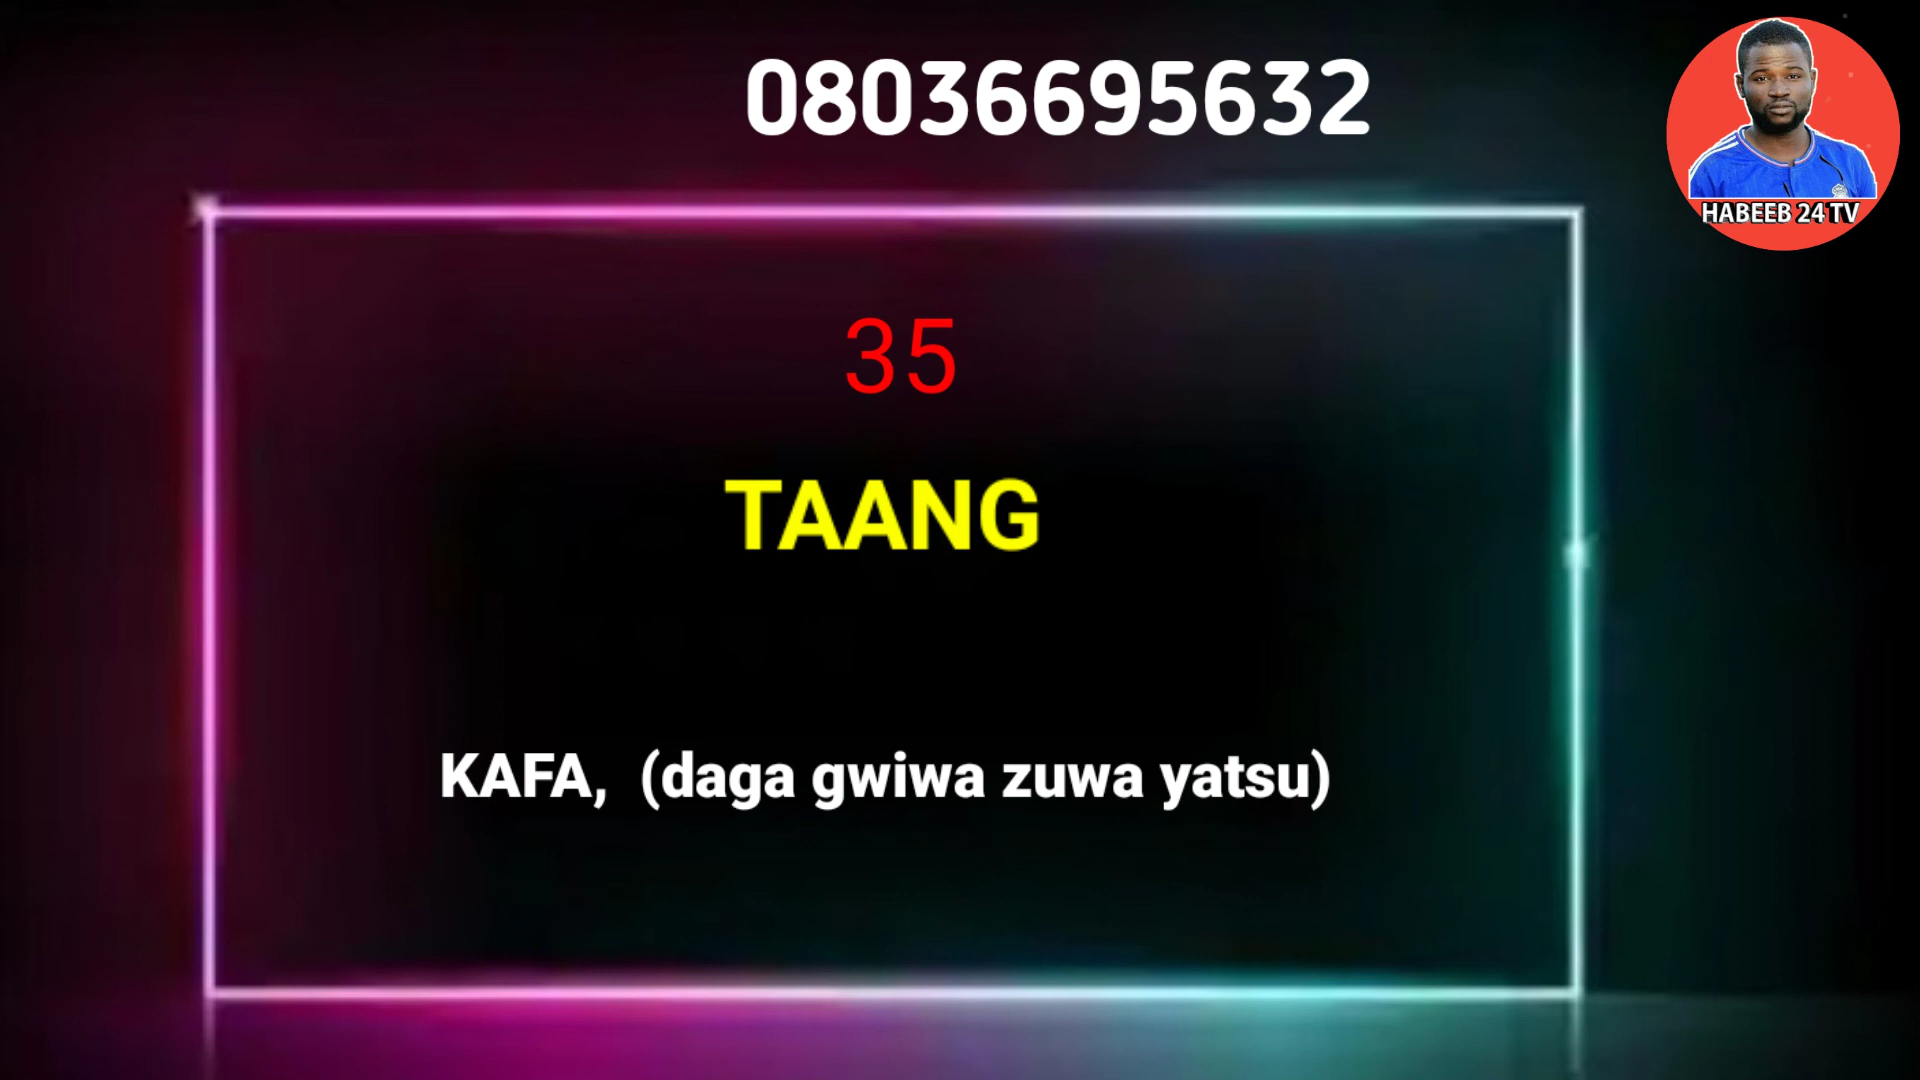 08036695632
HABEEB 24 TV
35
TAANG
KAFA, (daga gwiwa zuwa yatsu)